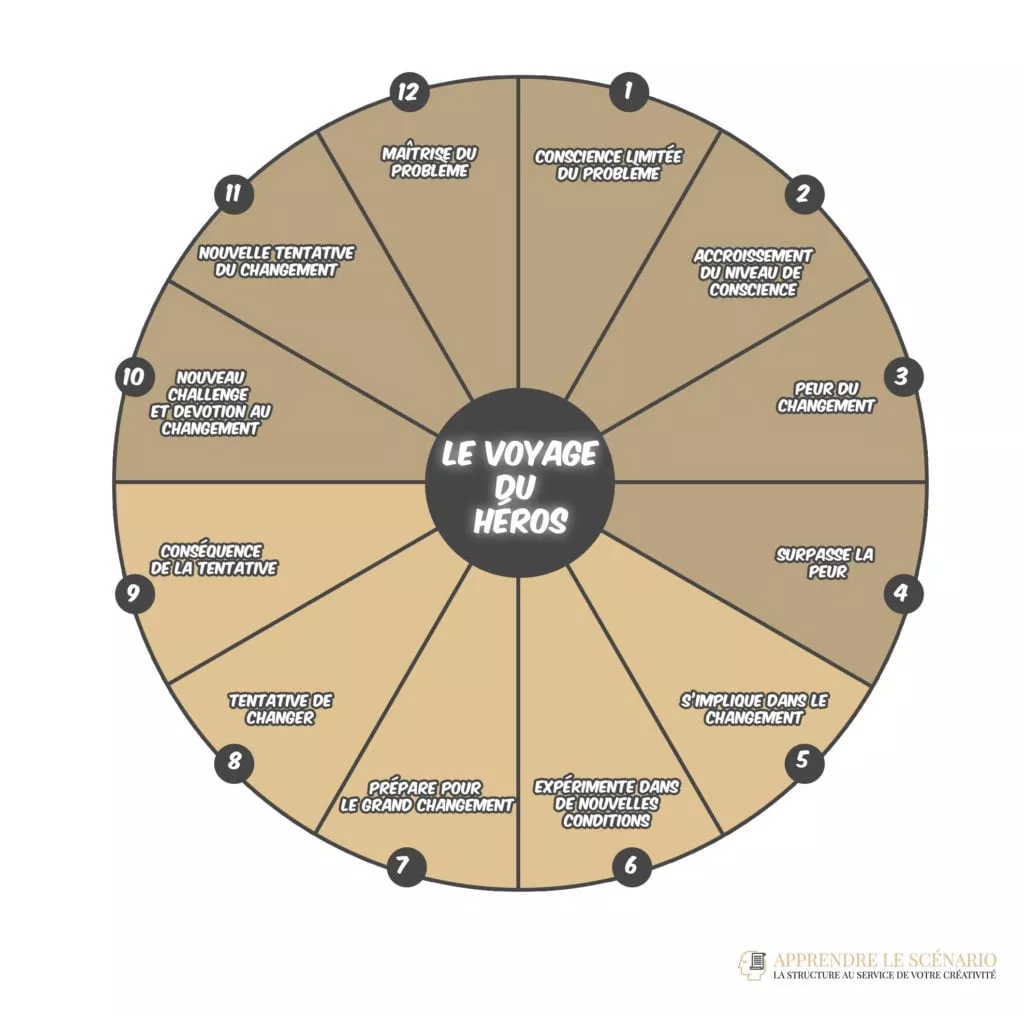 12
MAÎTRISE DU
PROBLÈME
1
CONSCIENCE LIMITÉE
DU PROBLÈME
2
ACCROISSEMENT
DU NIVEAU DE
CONSCIENCE
3
PEUR DU
CHANGEMENT
4
SURPASSE LA
PEUR
5
S'IMPLIQUE DANS LE
CHANGEMENT
6
EXPÉRIMENTE DANS
DE NOUVELLES
CONDITIONS
7
PRÉPARE POUR
LE GRAND CHANGEMENT
8
TENTATIVE DE
CHANGER
9
CONSÉQUENCE
DE LA TENTATIVE
10
NOUVEAU
CHALLENGE
ET DEVOTION AU
CHANGEMENT
11
NOUVELLE TENTATIVE
DU CHANGEMENT
LE VOYAGE
DU
HÉROS
APPRENDRE LE SCÉNARIO
LA STRUCTURE AU SERVICE DE VOTRE CRÉATIVITÉ